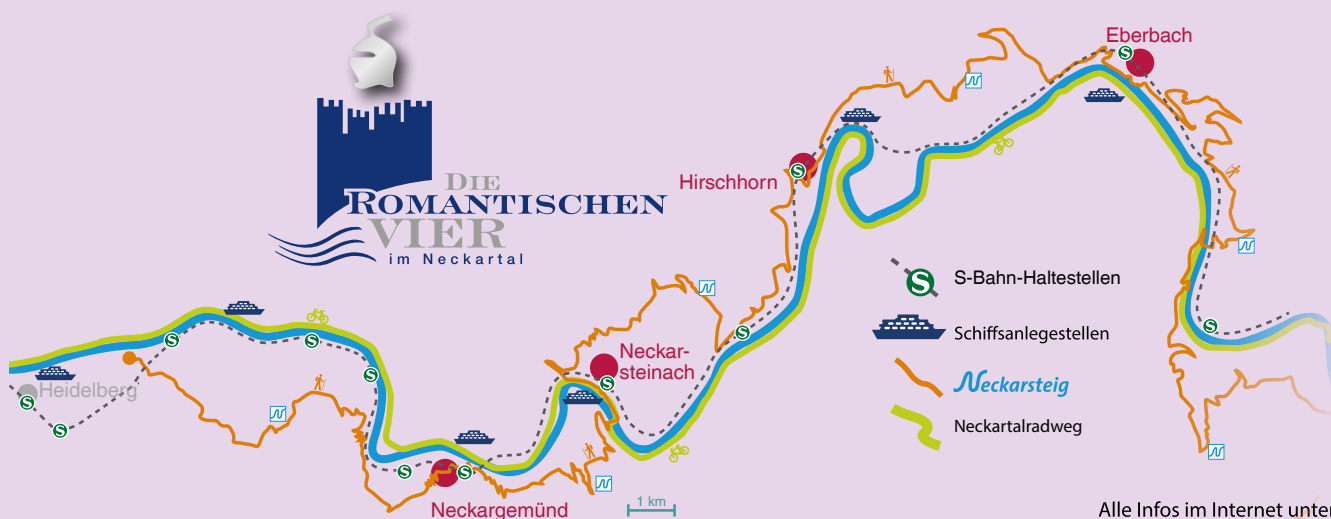 Eberbach
DIE
ROMANTISCHEN
VIER
im Neckartal
Hirschhorn
S-Bahn-Haltestellen
Schiffsanlegestellen
Neckarsteig
Neckartalradweg
Neckar-
steinach
Heidelberg
Neckargemünd
1 km
Alle Infos im Internet unter
S
S
S
S
S
S
S
S
S
S
S
S